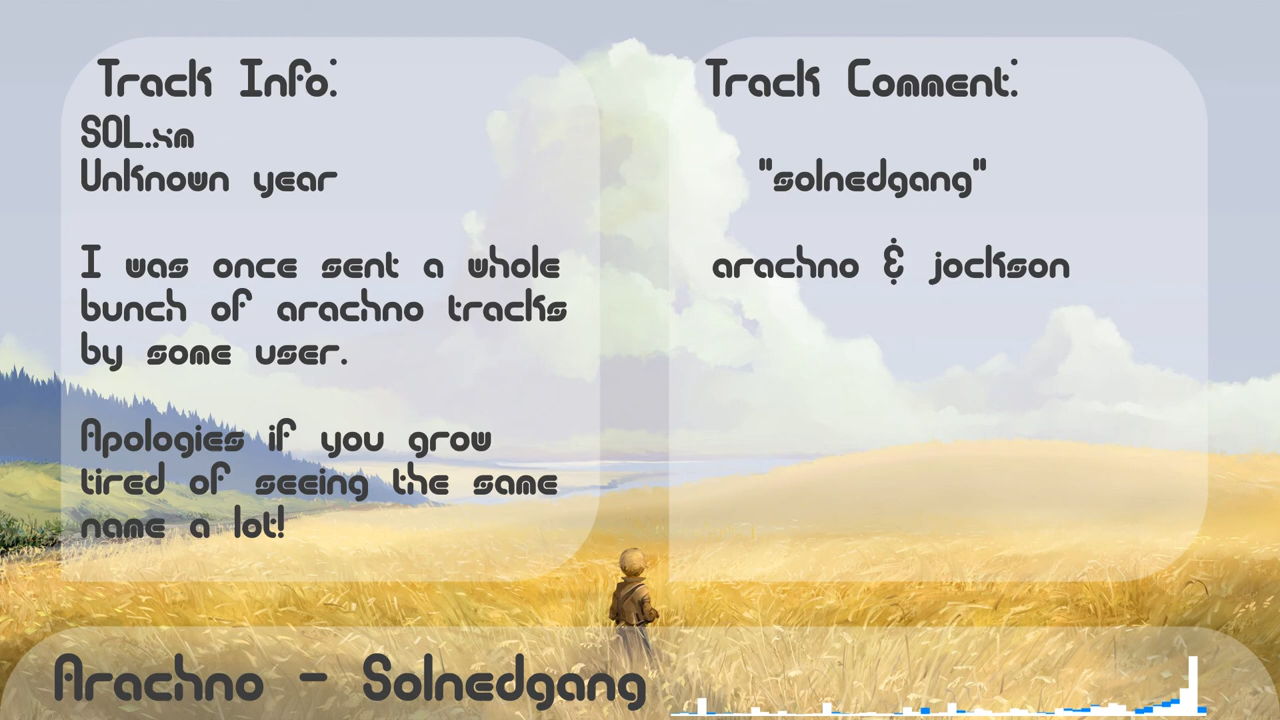 Track Info:
SOL.xm
Unknown year
I was once sent a whole
bunch of arachno tracks
by some user.
Apologies if you grow
tired of seeing the same
name a lot!
Track Comment:
"solnedgang"
arachno & jockson
Arachno - Solnedgang